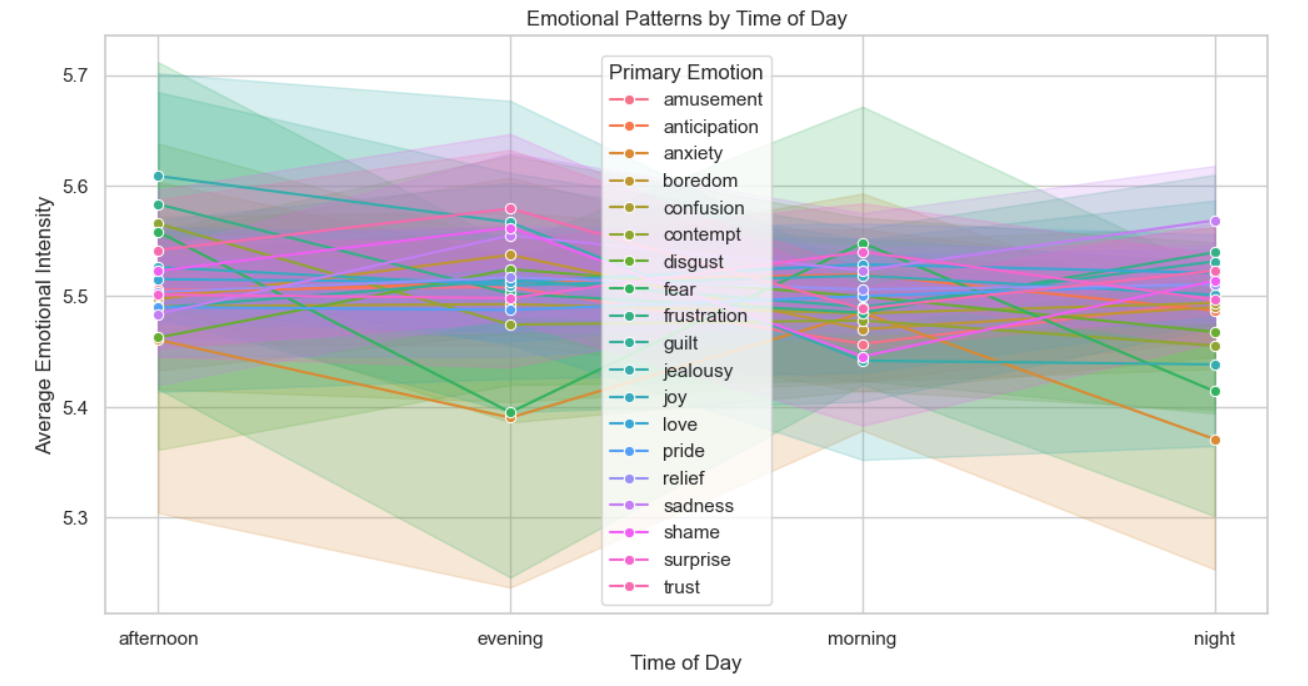 Emotional Patterns by Time of Day
5.7
5.6
5.5
5.4
5.3
Average Emotional Intensity
Primary Emotion
amusement
anticipation
anxiety
boredom
confusion
contempt
disgust
fear
frustration
guilt
jealousy
joy
love
pride
relief
sadness
shame
surprise
trust
afternoon evening morning night
Time of Day